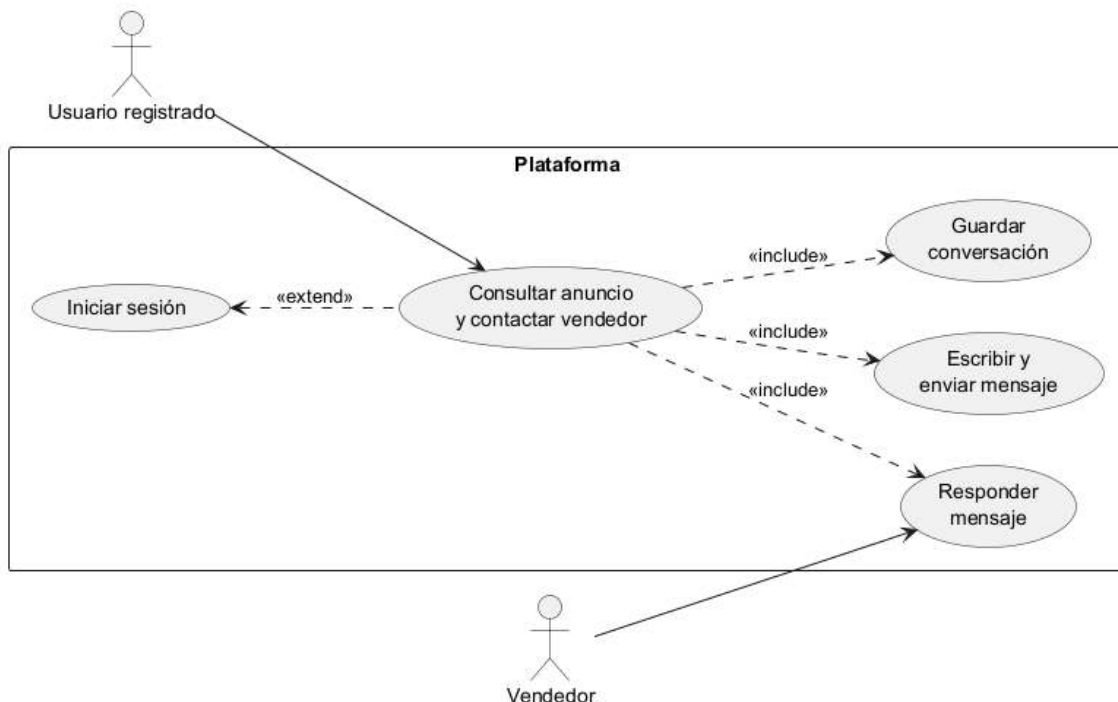 Usuario registrado
Plataforma
Guardar
conversación
«include»
Iniciar sesión
«extend»
Consultar anuncio
y contactar vendedor
«include»
Escribir y
enviar mensaje
«include»
Responder
mensaje
Vendedor